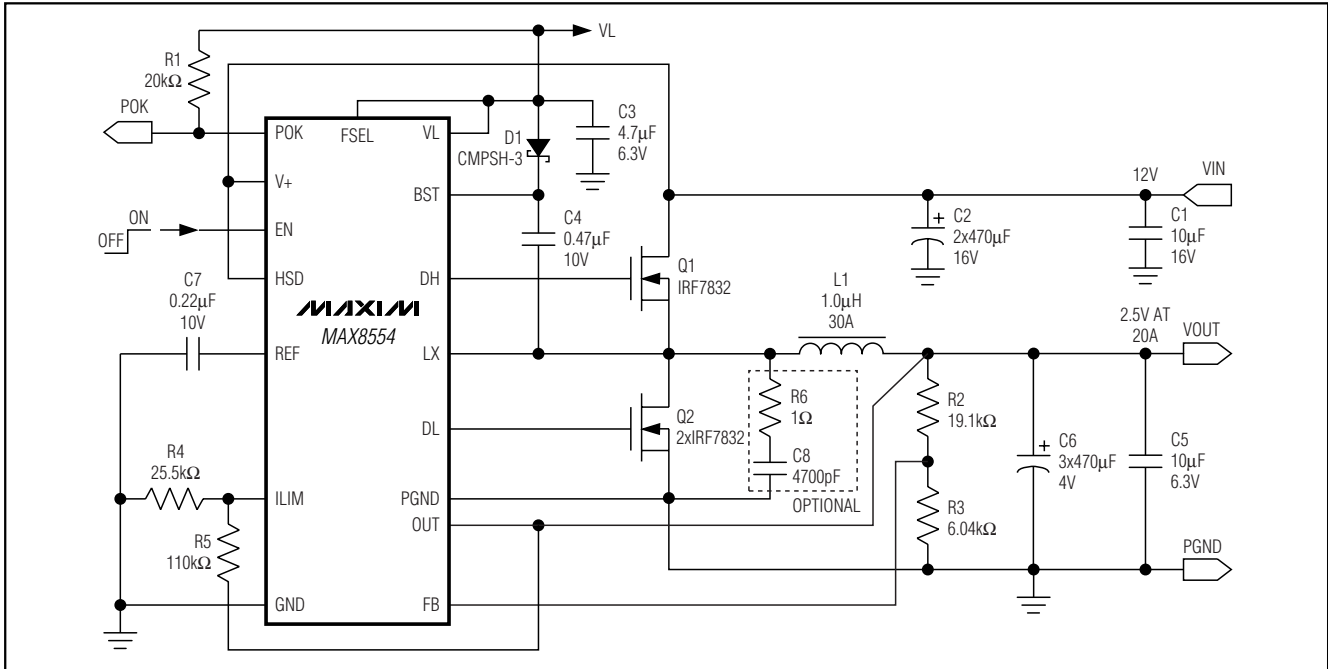 VL
R1
20kΩ
POK
POK
FSEL
VL
D1
CMPSH-3
C3
4.7μF
6.3V
V+
BST
12V
VIN
ON
OFF
EN
C4
0.47μF
10V
C2
2x470μF
16V
C1
10μF
16V
+
HSD
DH
Q1
IRF7832
C7
0.22μF
10V
MAXIM
MAX8554
L1
1.0μH
30A
2.5V AT
20A
VOUT
REF
LX
R6
1Ω
R2
19.1kΩ
DL
Q2
2xIRF7832
C8
4700pF
+
C6
3x470μF
4V
C5
10μF
6.3V
R4
25.5kΩ
ILIM
PGND
OPTIONAL
OUT
R3
6.04kΩ
R5
110kΩ
PGND
GND
FB